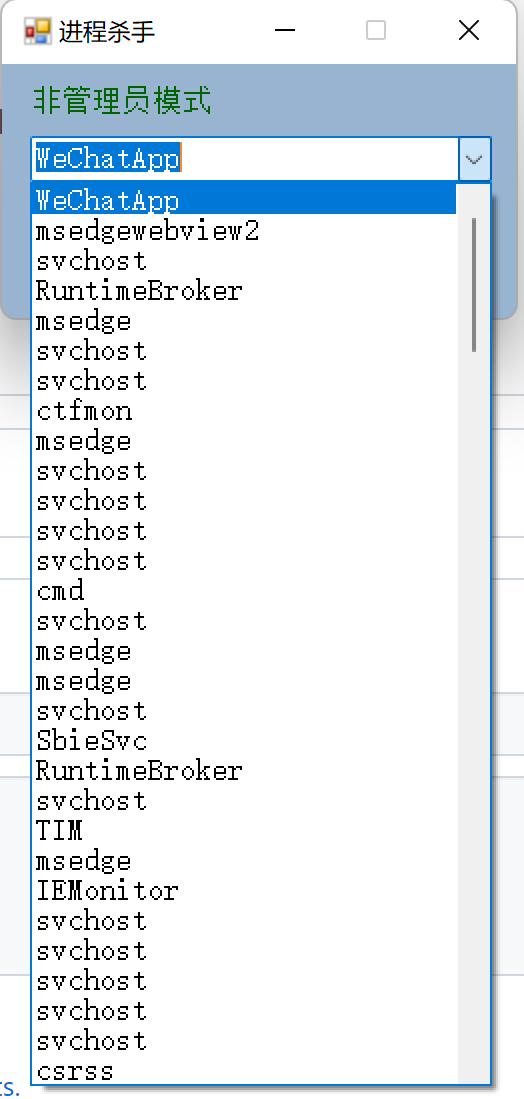 进程杀手
非管理员模式
WeChatApp
WeChatApp
msedgewebview2
svchost
RuntimeBroker
msedge
svchost
svchost
ctfmon
msedge
svchost
svchost
svchost
svchost
cmd
svchost
msedge
msedge
svchost
SbieSvc
RuntimeBroker
svchost
TIM
msedge
IEMonitor
svchost
svchost
svchost
svchost
svchost
csrss
ts.